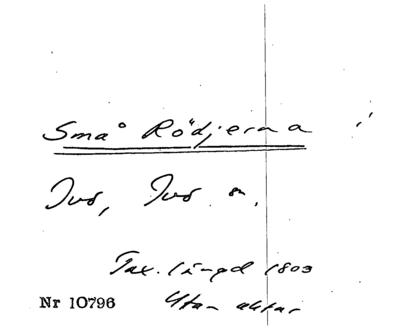 Små Rödjerna
Ivs, Ivs m.
Tax. längd 1803
Nr 10796 Utan aktar